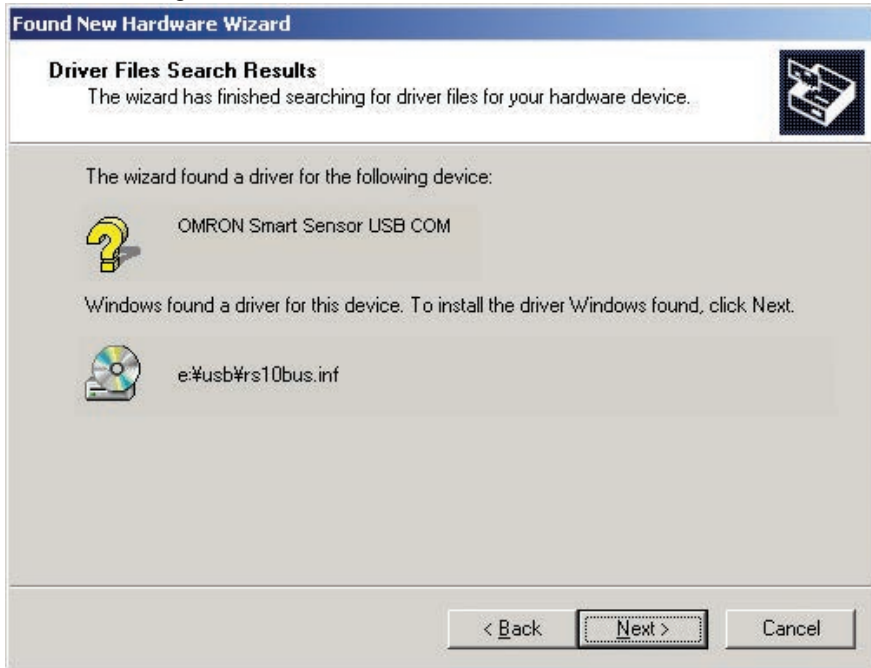 Found New Hardware Wizard
Driver Files Search Results
The wizard has finished searching for driver files for your hardware device.
The wizard found a driver for the following device:
OMRON Smart Sensor USB COM
Windows found a driver for this device. To install the driver Windows found, click Next.
e:¥usb¥rs10bus.inf
< Back Next > Cancel